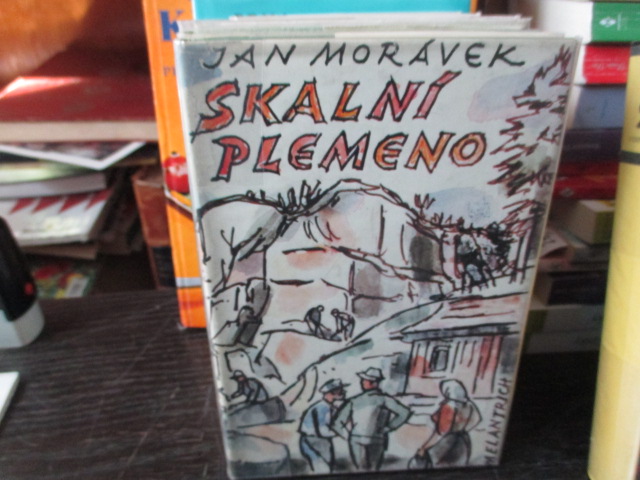 JAN MORÁVEK
SKALNÍ
PLEMENO
MELANTRICH